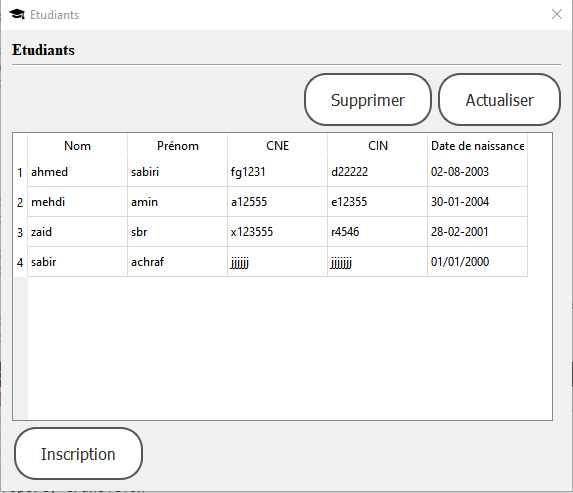 Etudiants
Etudiants
Supprimer Actualiser
Nom Prénom CNE CIN Date de naissance
1 ahmed sabiri fg1231 d22222 02-08-2003
2 mehdi amin a12555 e12355 30-01-2004
3 zaid sbr x123555 r4546 28-02-2001
4 sabir achraf jjjjjj jjjjjjj 01/01/2000
Inscription